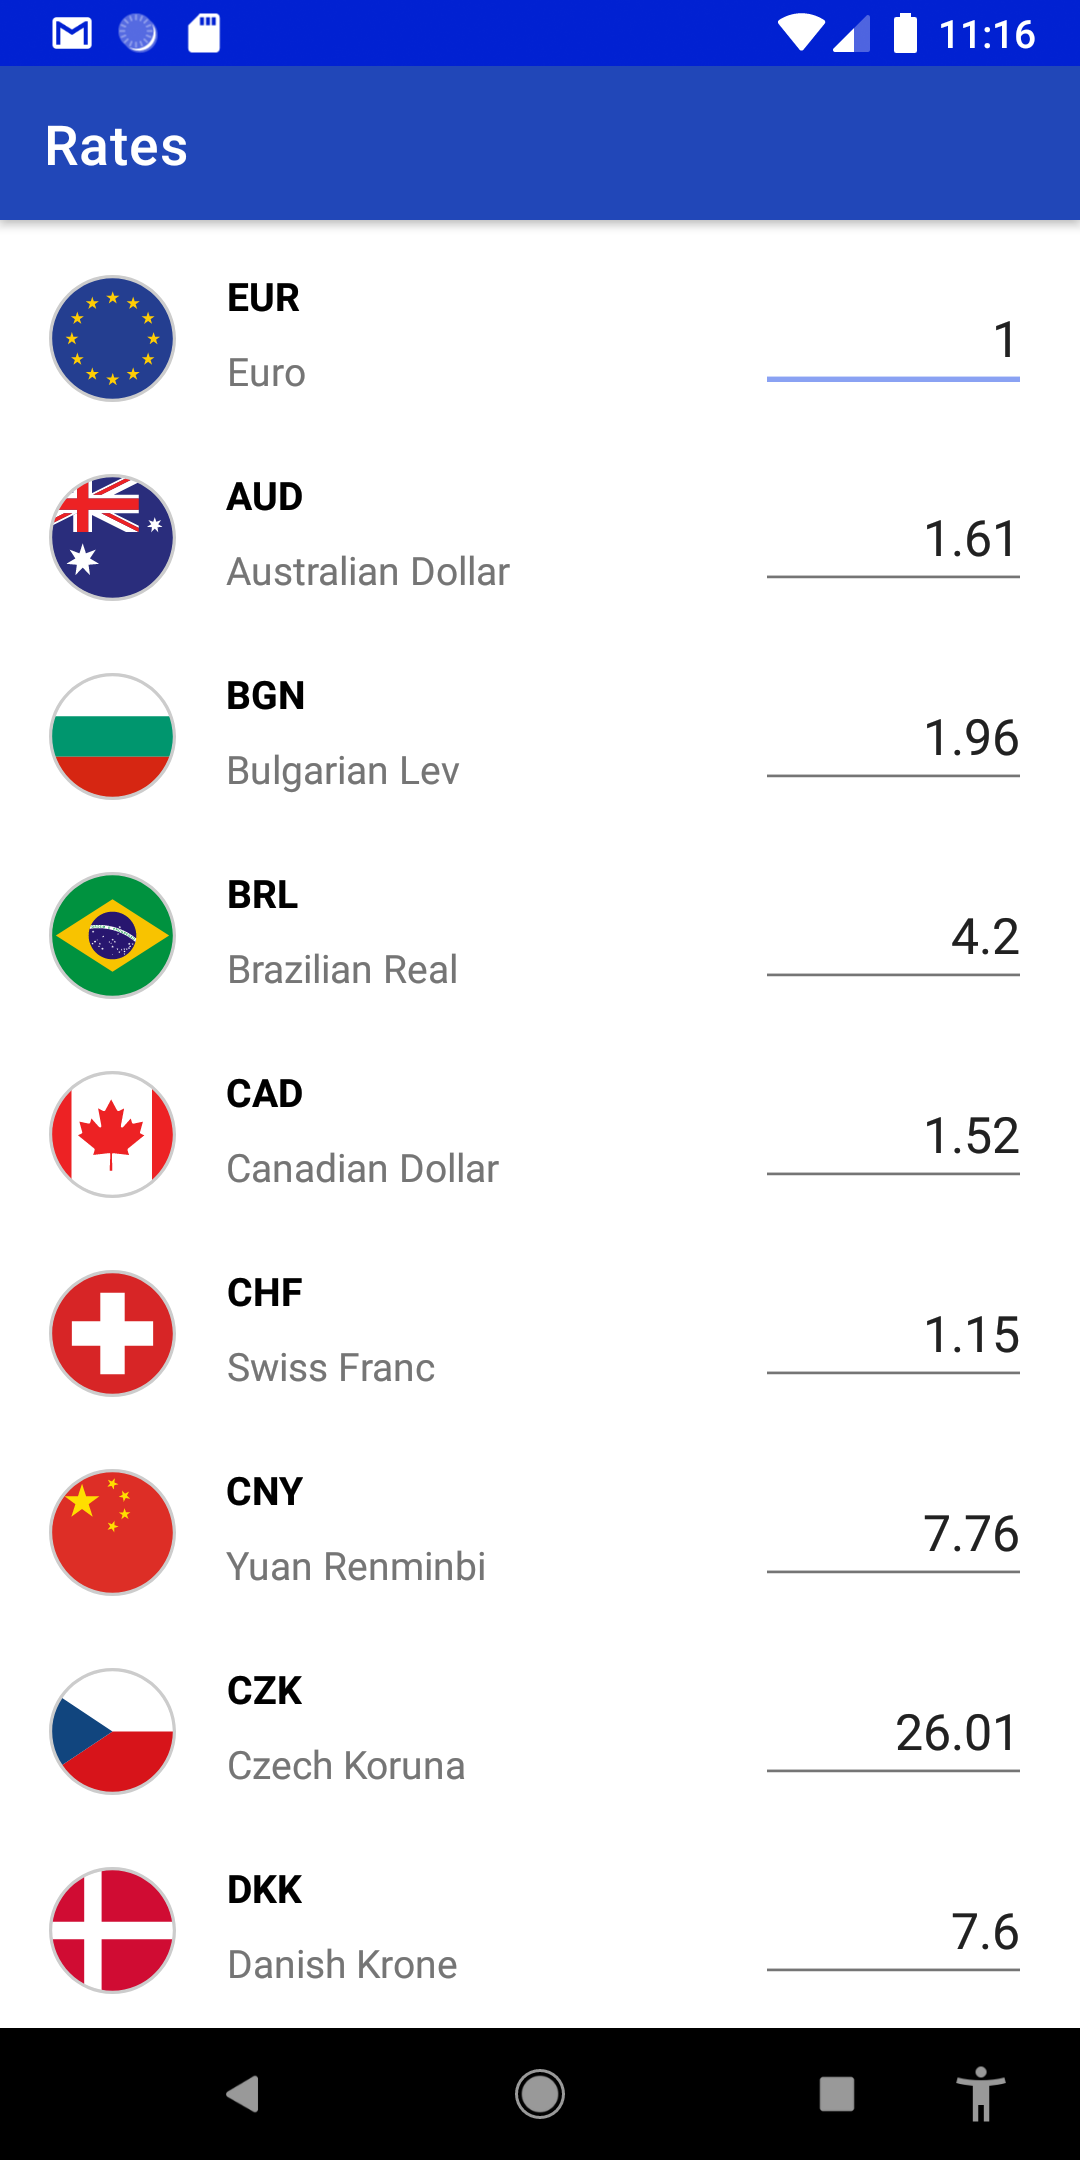 11:16
Rates
EUR
Euro
1
AUD
Australian Dollar
1.61
BGN
Bulgarian Lev
1.96
BRL
Brazilian Real
4.2
CAD
Canadian Dollar
1.52
CHF
Swiss Franc
1.15
CNY
Yuan Renminbi
7.76
CZK
Czech Koruna
26.01
DKK
Danish Krone
7.6